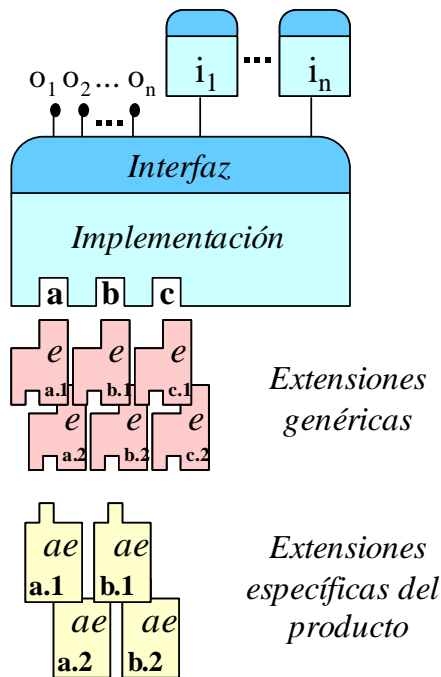 i1 ... in
o1 o2 ... on
...
Interfaz
Implementación
a b c
e e e
a.1 b.1 c.1
e e e
a.2 b.2 c.2
Extensiones
genéricas
ae ae
a.1 b.1
ae ae
a.2 b.2
Extensiones
específicas del
producto